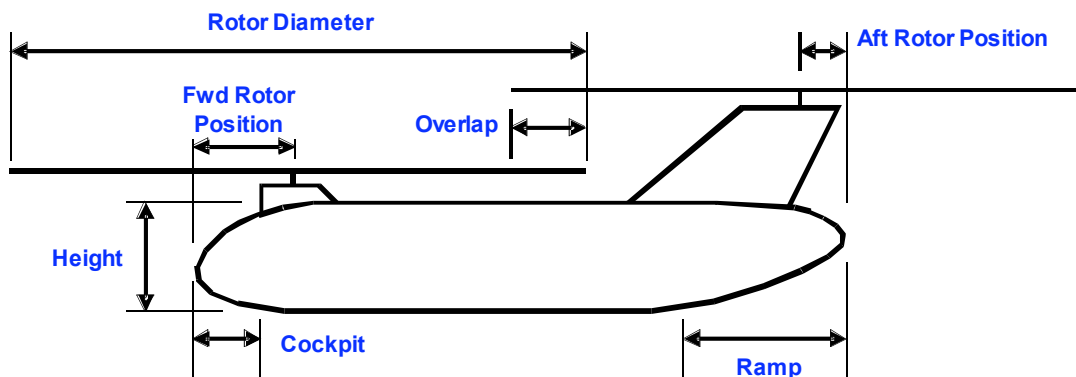 Rotor Diameter
Aft Rotor Position
Fwd Rotor
Position
Overlap
Height
Cockpit
Ramp